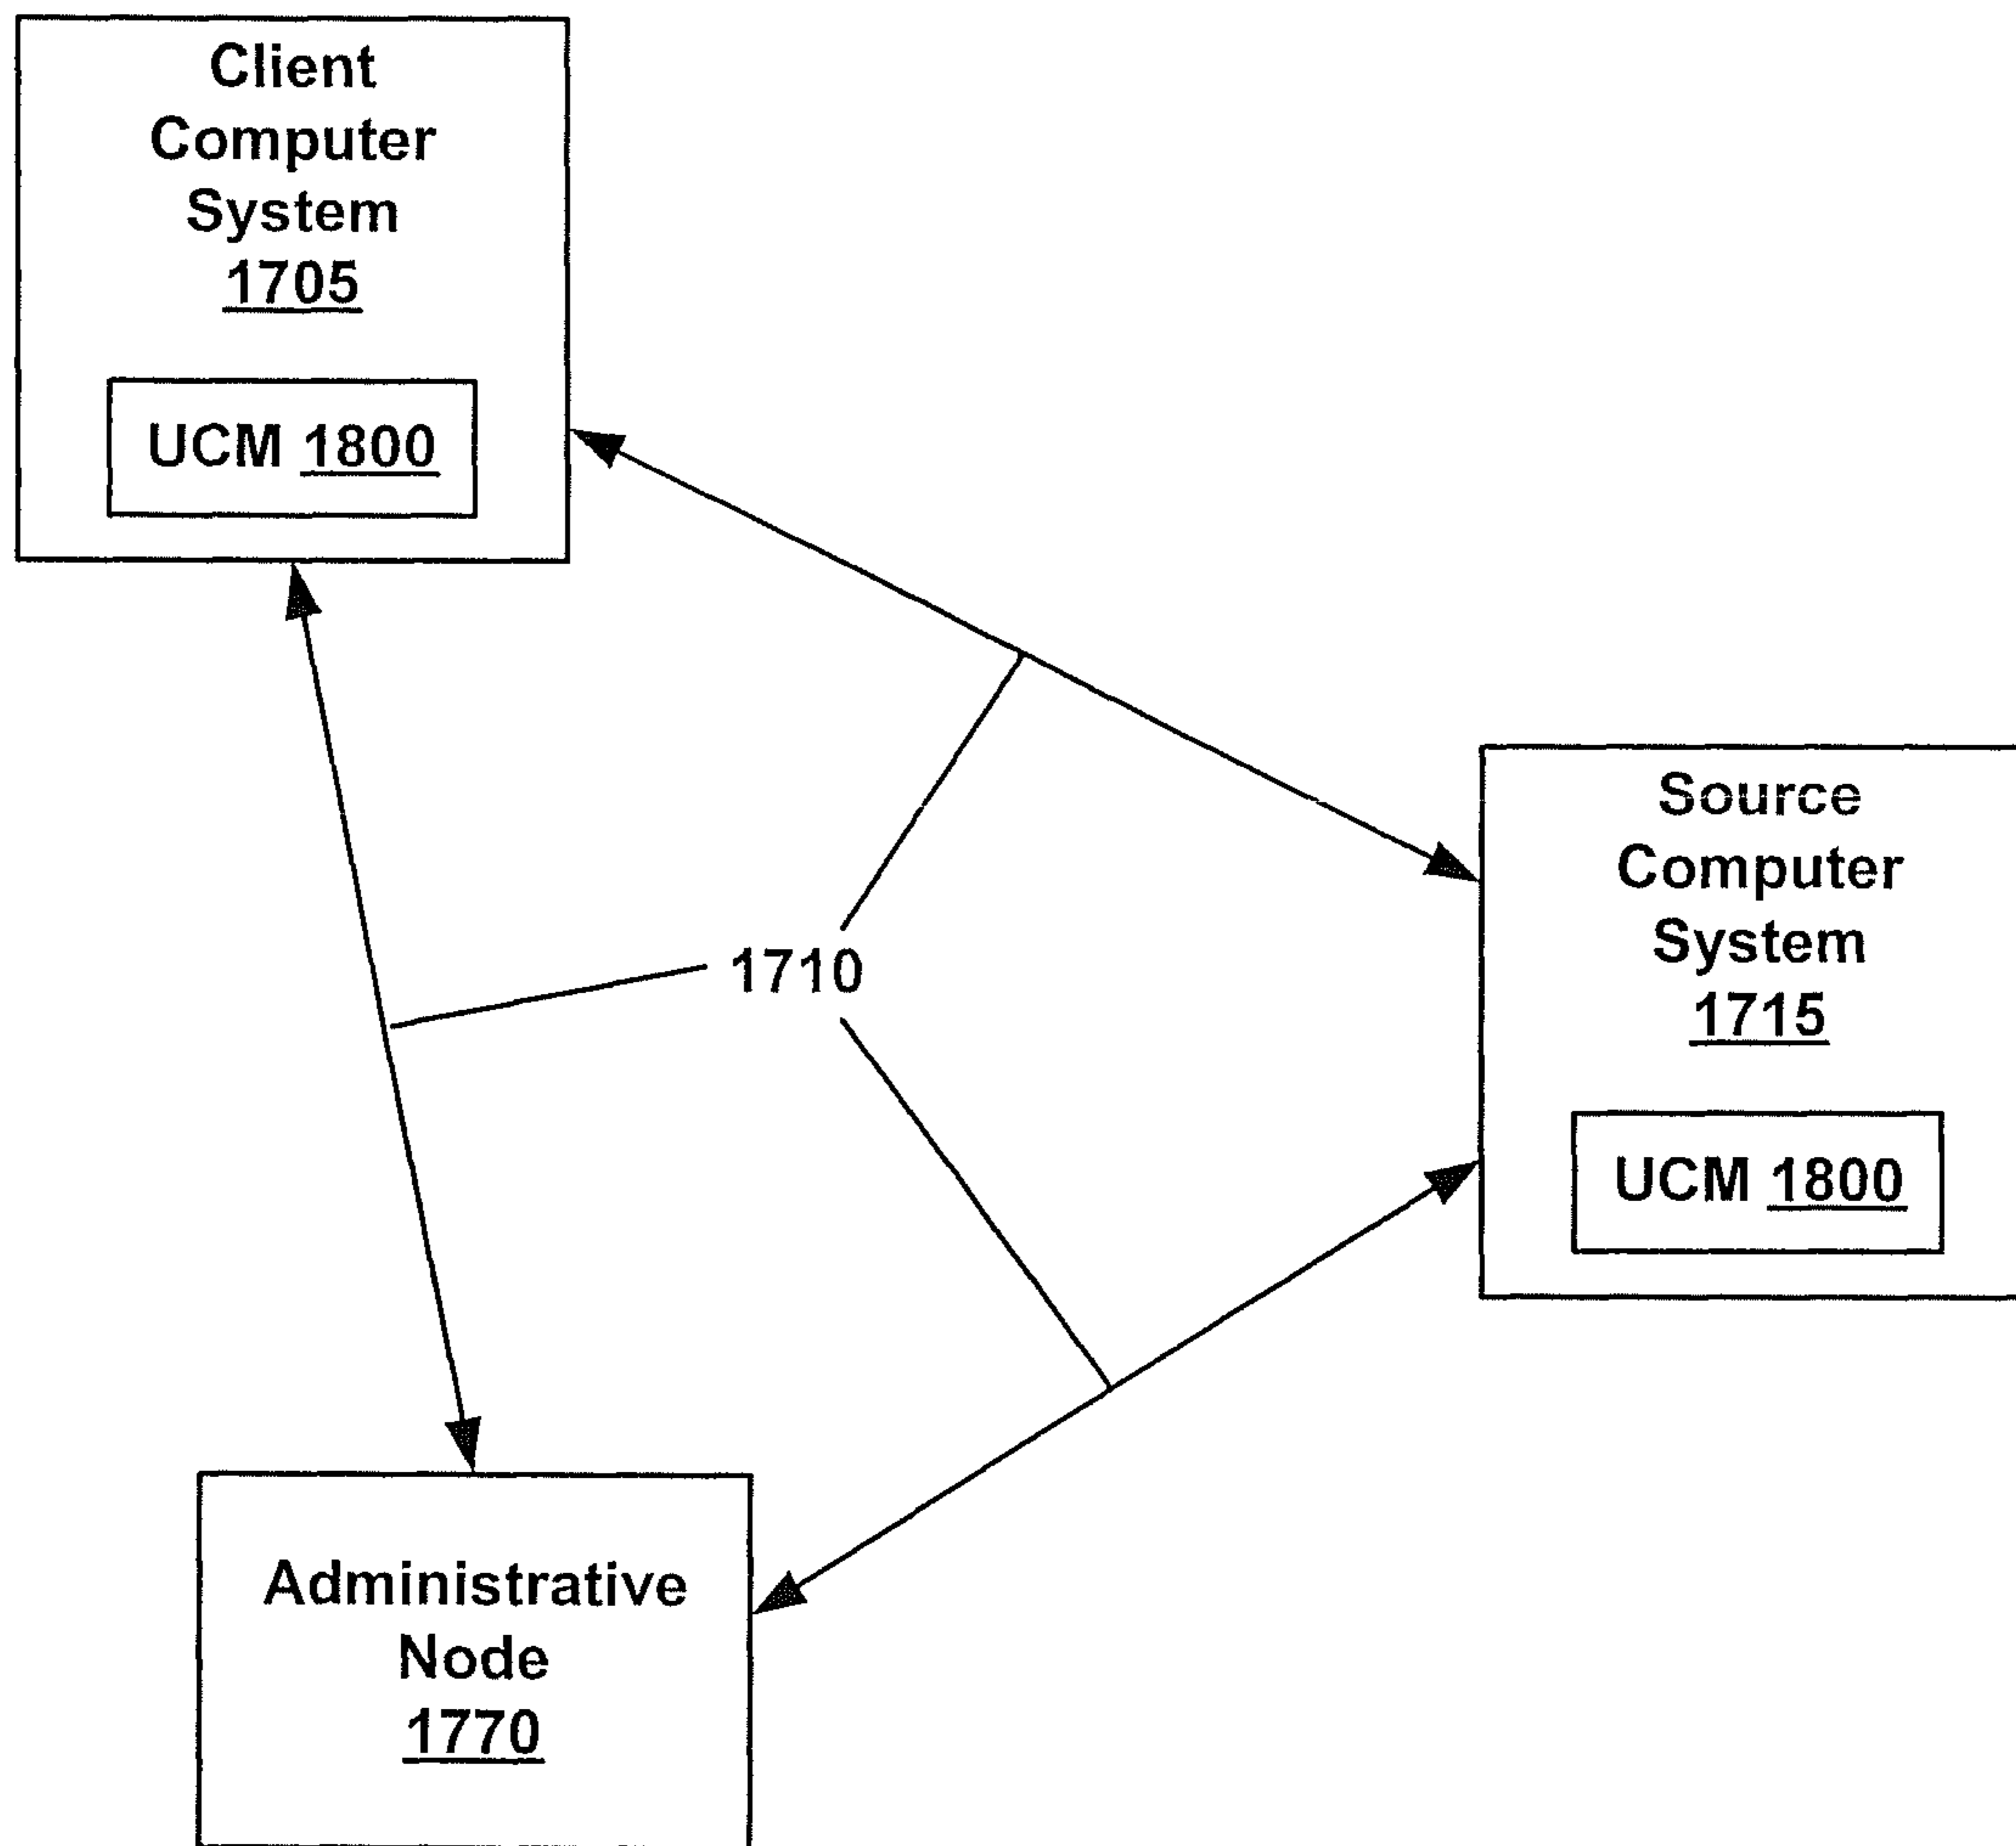 Client
Computer
System
1705
UCM 1800
1710
Source
Computer
System
1715
UCM 1800
Administrative
Node
1770